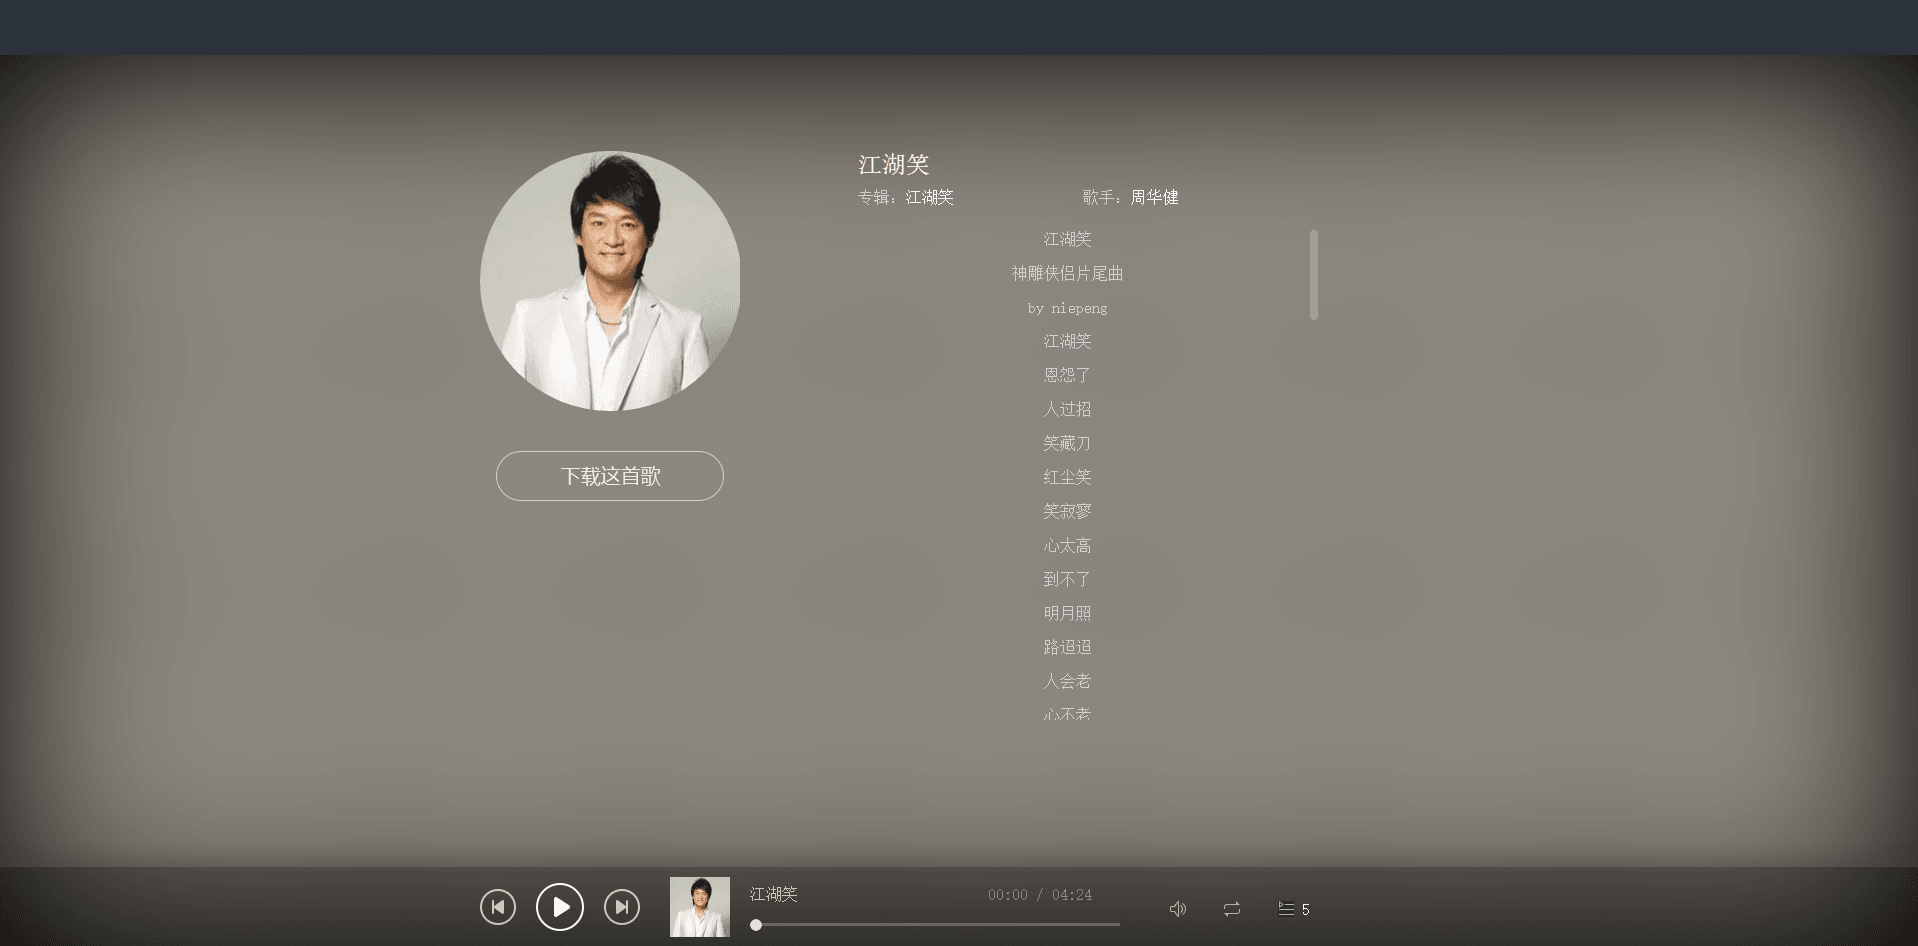 江湖笑
专辑：江湖笑 歌手：周华健
江湖笑
神雕侠侣片尾曲
by niepeng
江湖笑
恩怨了
人过招
笑藏刀
红尘笑
笑寂寥
心太高
到不了
明月照
路迢迢
人会老
心不老
下载这首歌
江湖笑
00:00 / 04:24
5